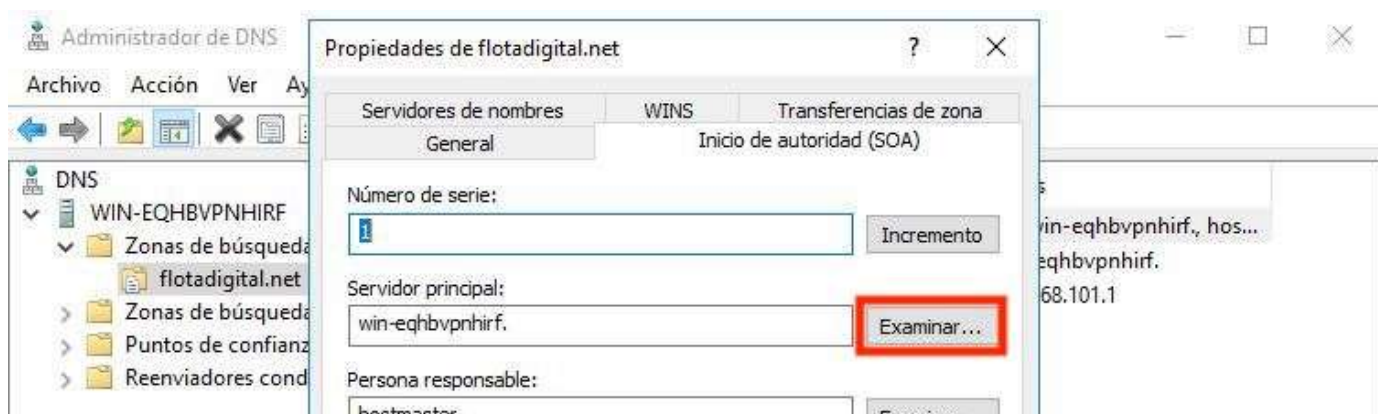 Administrador de DNS
Archivo Acción Ver Ay
DNS
WIN-EQHBVPNHIRF
Zonas de búsqueda
flotadigital.net
Zonas de búsqueda
Puntos de confianz
Reenviadores cond
Propiedades de flotadigital.net ?
Servidores de nombres WINS Transferencias de zona
General Inicio de autoridad (SOA)
Número de serie:
1 Incremento
Servidor principal:
win-eqhbvpnhirf. Examinar...
Persona responsable:
hostmaster
vin-eqhbvpnhirf., hos...
eqhbvpnhirf.
68.101.1